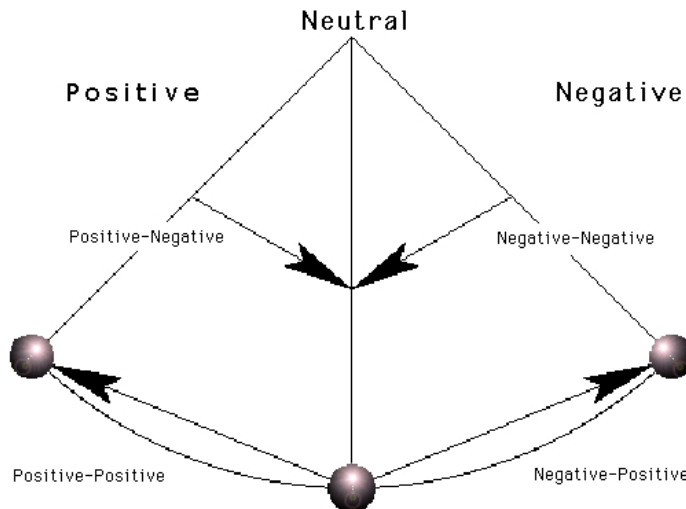 Neutral
Positive
Negative
Positive-Negative
Negative-Negative
Positive-Positive
Negative-Positive